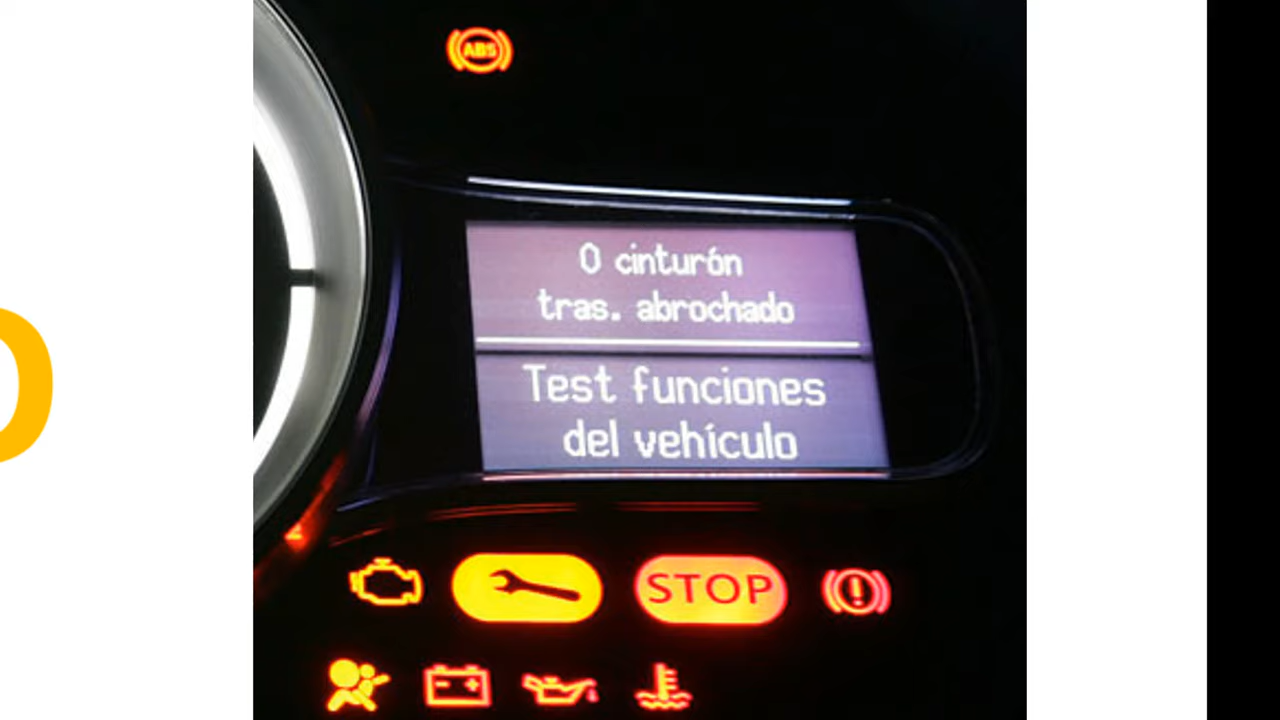 ABS
0 cinturón
tras. abrochado
Test funciones
del vehículo
STOP